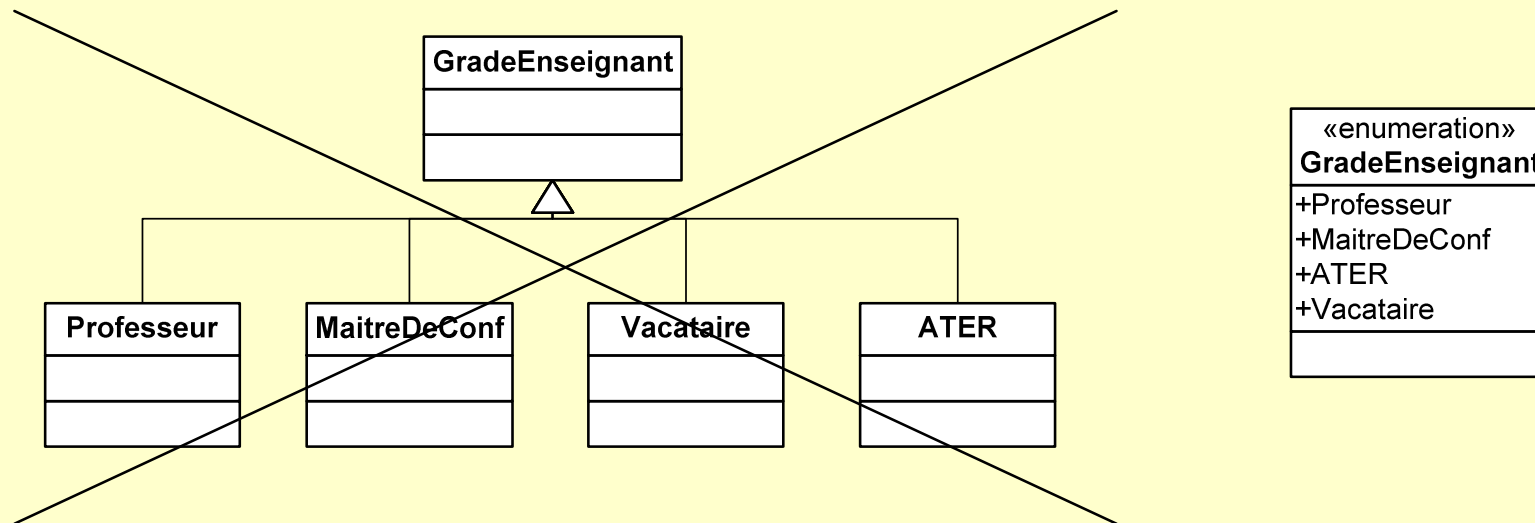 GradeEnseignant
Professeur
MaitreDeConf
Vacataire
ATER
«enumeration»
GradeEnseignant
+Professeur
+MaitreDeConf
+ATER
+Vacataire